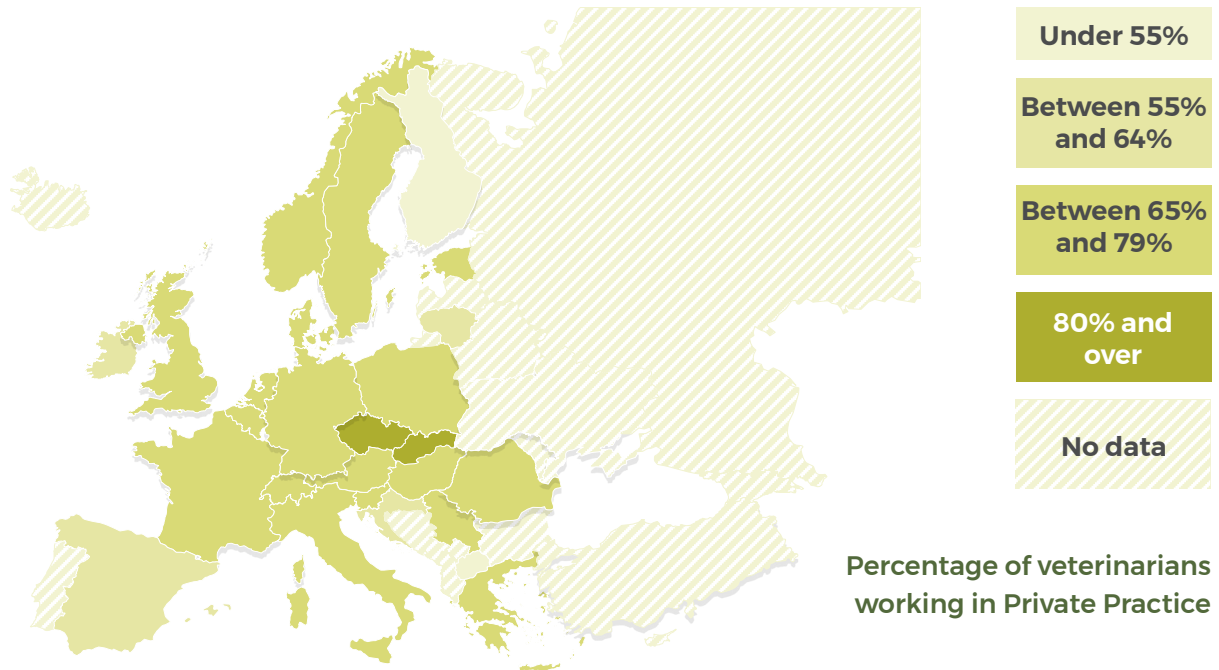 Under 55%
Between 55%
and 64%
Between 65%
and 79%
80% and
over
No data
Percentage of veterinarians
working in Private Practice